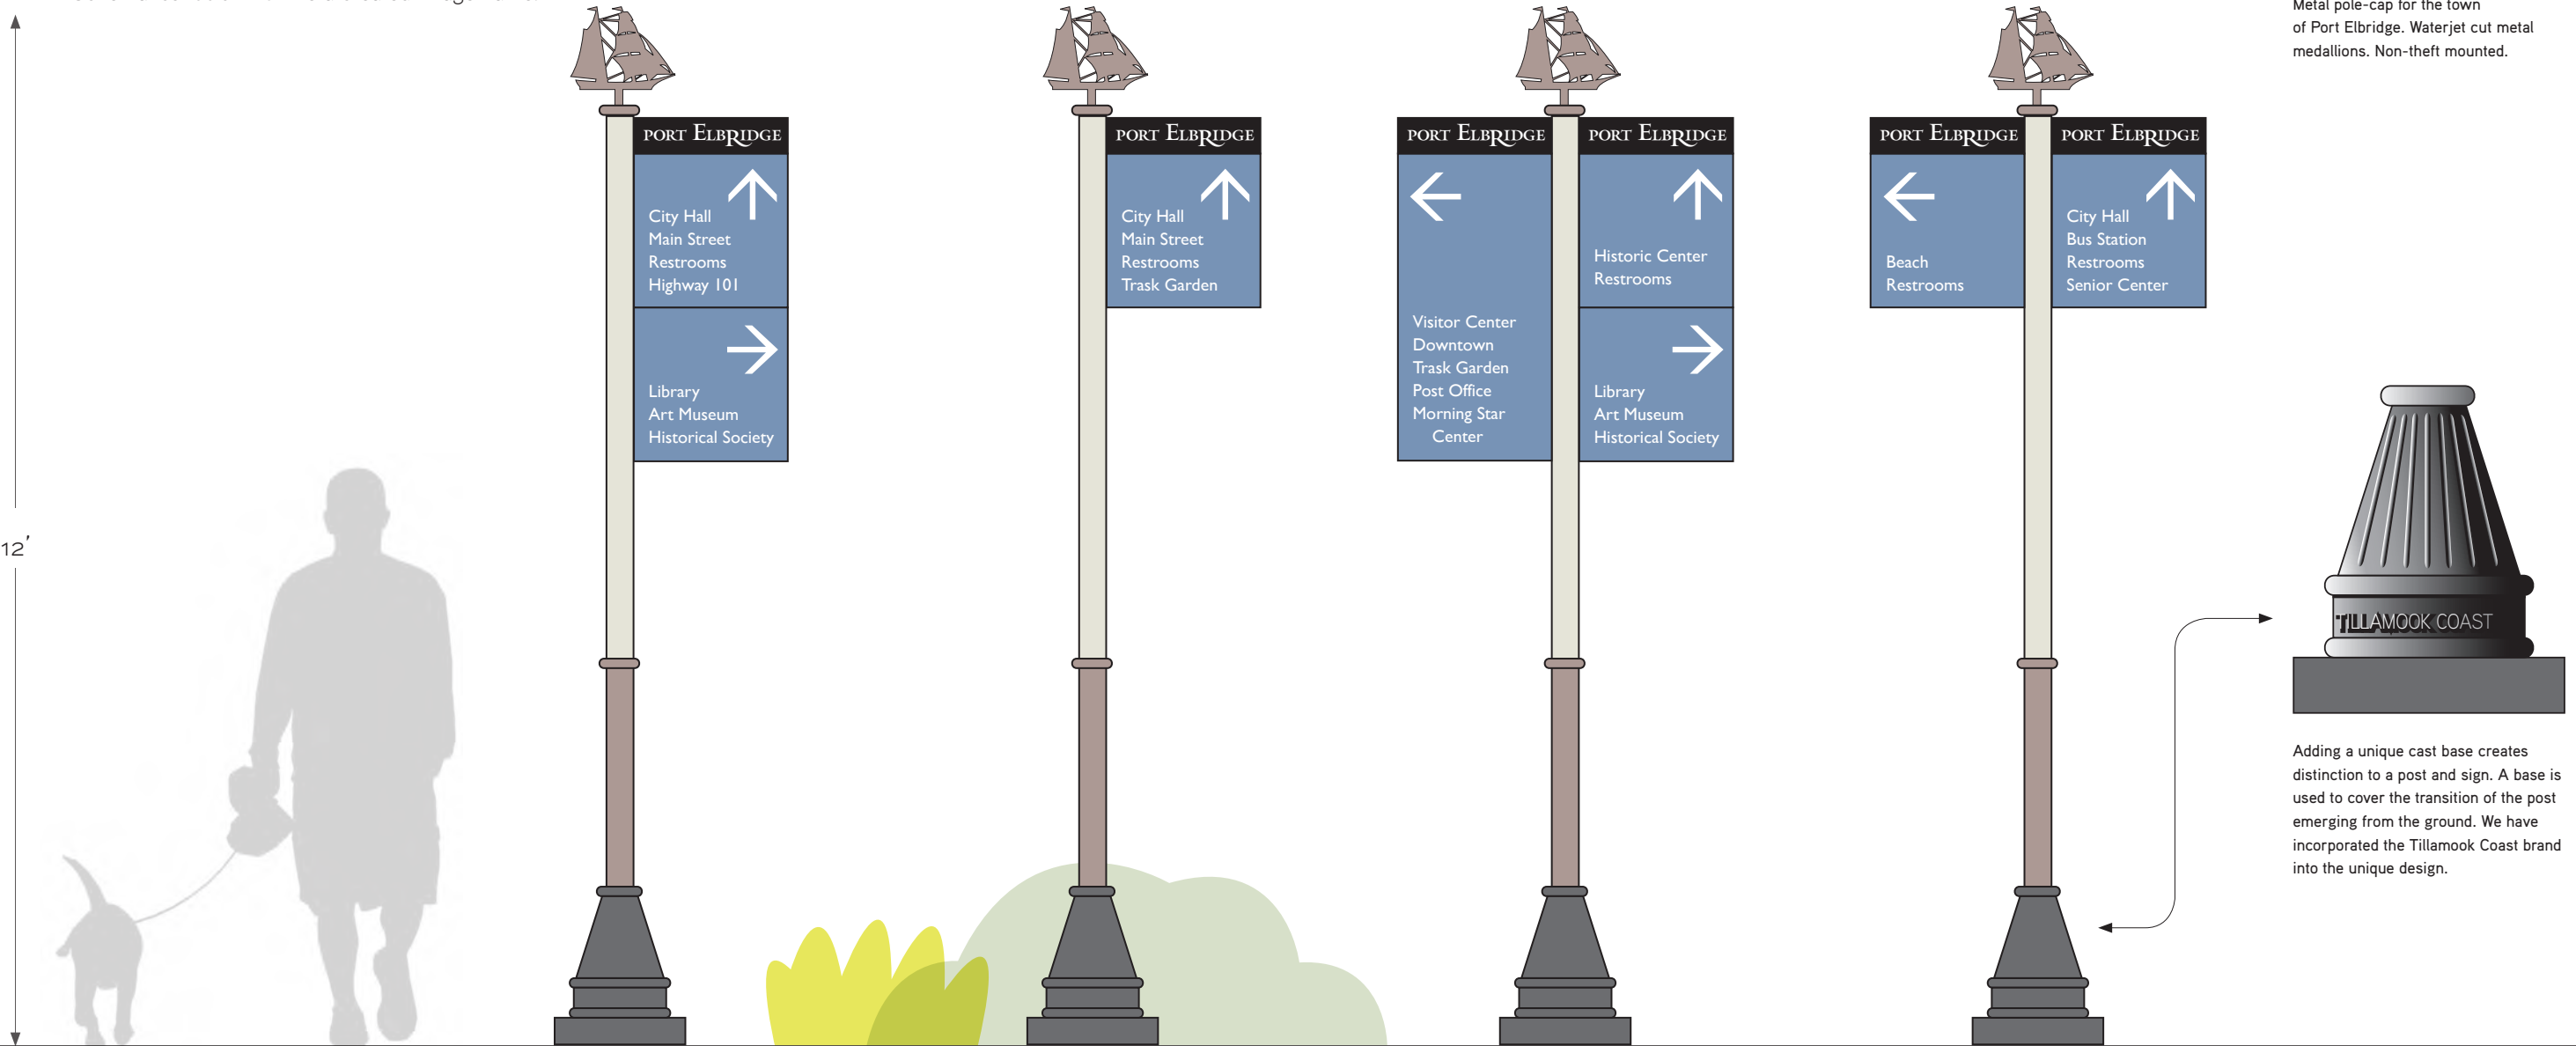 Metal pole-cap for the town
of Port Elbridge. Waterjet cut metal
medallions. Non-theft mounted.
12'
PORT ELBRIDGE
City Hall
Main Street
Restrooms
Highway 101
Library
Art Museum
Historical Society
PORT ELBRIDGE
City Hall
Main Street
Restrooms
Trask Garden
PORT ELBRIDGE
Visitor Center
Downtown
Trask Garden
Post Office
Morning Star
Center
PORT ELBRIDGE
Historic Center
Restrooms
Library
Art Museum
Historical Society
PORT ELBRIDGE
Beach
Restrooms
PORT ELBRIDGE
City Hall
Bus Station
Restrooms
Senior Center
TILLAMOOK COAST
Adding a unique cast base creates
distinction to a post and sign. A base is
used to cover the transition of the post
emerging from the ground. We have
incorporated the Tillamook Coast brand
into the unique design.